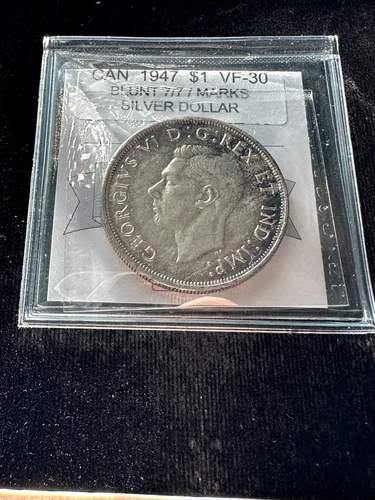 CAN 1947 $1 VF-30
BLUNT 7/7 / MARKS
SILVER DOLLAR
GEORGIVS VI D:G:REX ET IND:IMP: